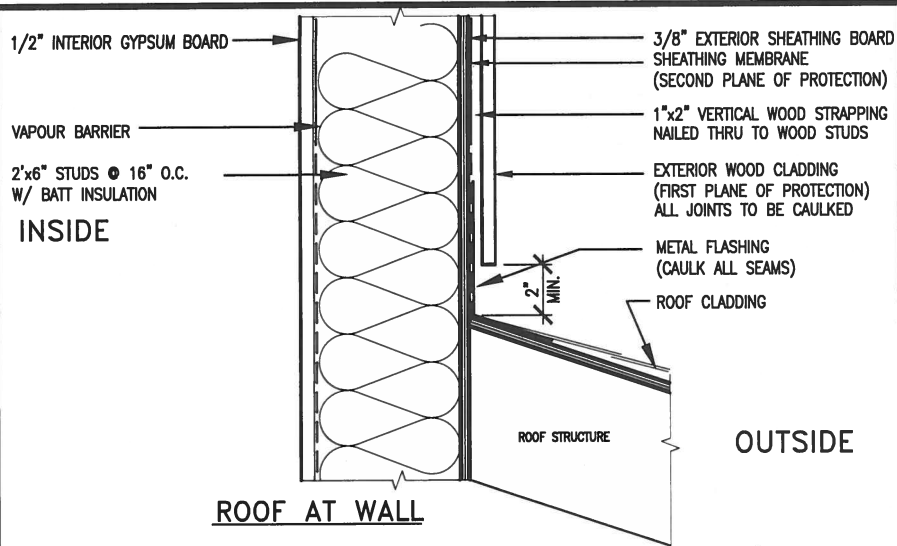 1/2" INTERIOR GYPSUM BOARD
VAPOUR BARRIER
2'x6" STUDS @ 16" O.C.
W/ BATT INSULATION
INSIDE
3/8" EXTERIOR SHEATHING BOARD
SHEATHING MEMBRANE
(SECOND PLANE OF PROTECTION)
1"x2" VERTICAL WOOD STRAPPING
NAILED THRU TO WOOD STUDS
EXTERIOR WOOD CLADDING
(FIRST PLANE OF PROTECTION)
ALL JOINTS TO BE CAULKED
METAL FLASHING
(CAULK ALL SEAMS)
2"
MIN.
ROOF CLADDING
ROOF STRUCTURE
OUTSIDE
ROOF AT WALL